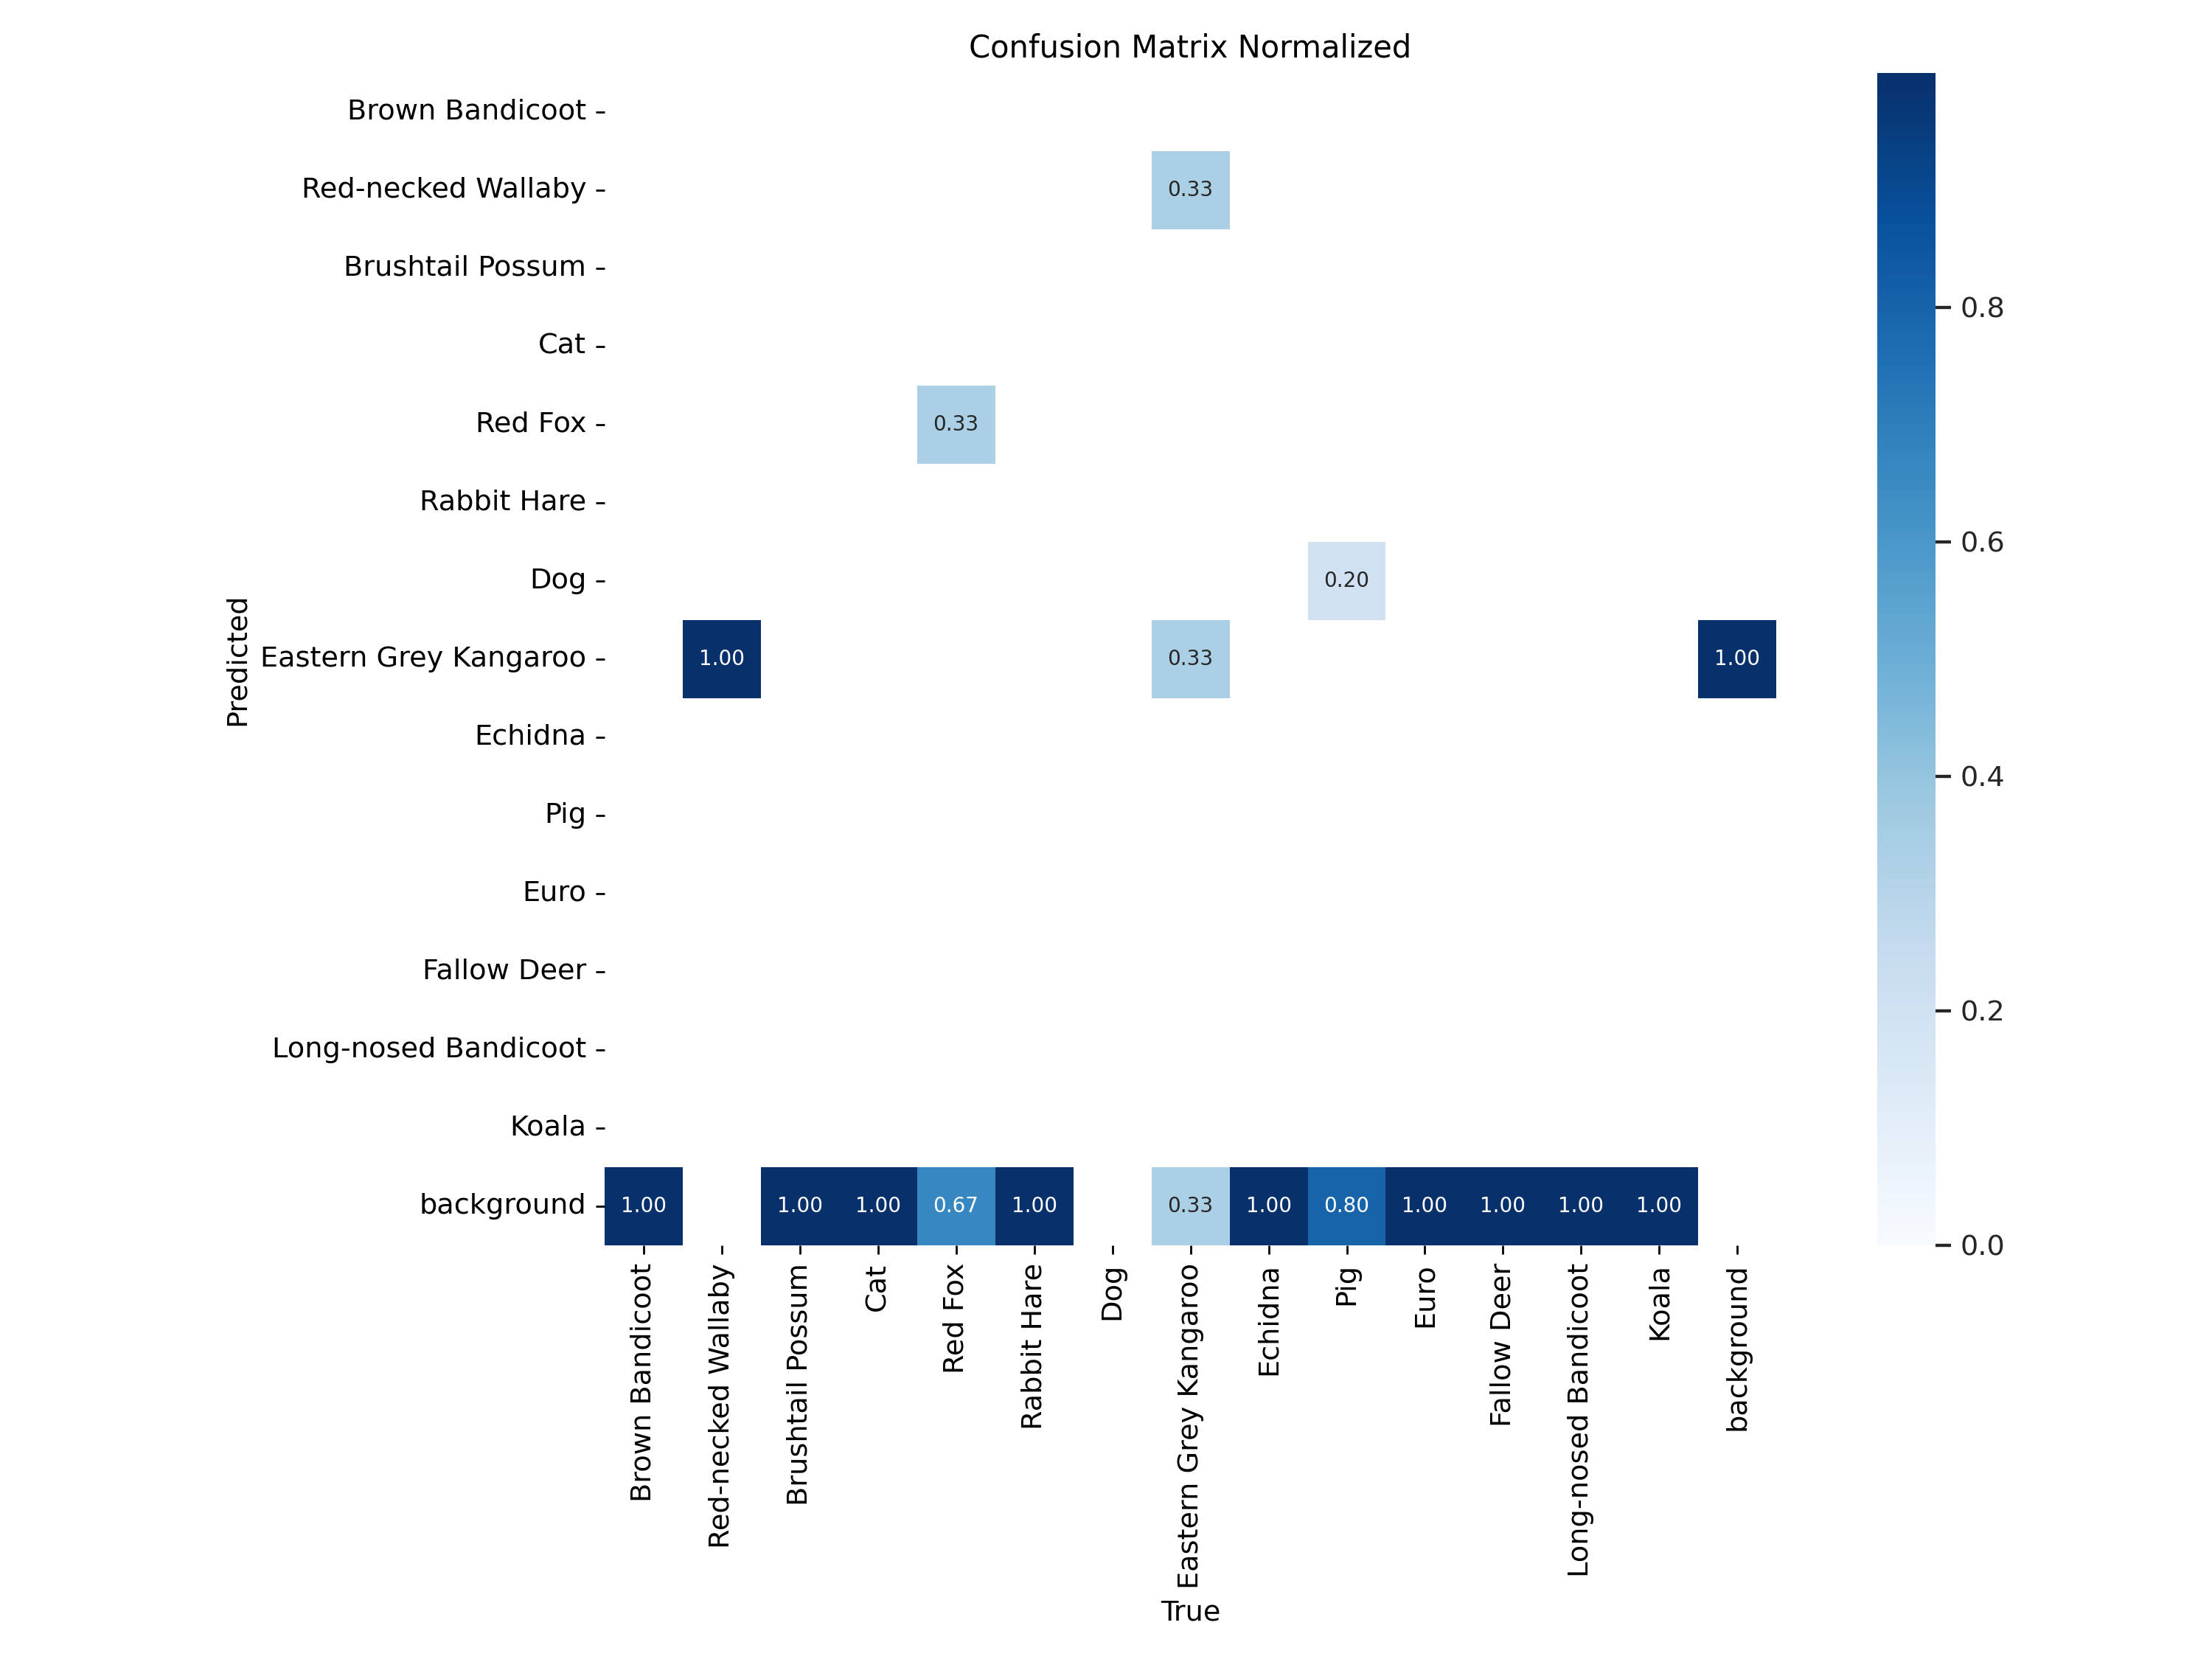 Confusion Matrix Normalized
Brown Bandicoot
Red-necked Wallaby
0.33
Brushtail Possum
Cat
Red Fox
0.33
Rabbit Hare
Dog
0.20
Predicted
Eastern Grey Kangaroo
1.00 0.33 1.00
Echidna
Pig
Euro
Fallow Deer
Long-nosed Bandicoot
Koala
background
1.00 1.00 1.00 0.67 1.00 0.33 1.00 0.80 1.00 1.00 1.00 1.00
Brown Bandicoot
Red-necked Wallaby
Brushtail Possum
Cat
Red Fox
Rabbit Hare
Dog
Eastern Grey Kangaroo
Echidna
Pig
Euro
Fallow Deer
Long-nosed Bandicoot
Koala
background
True
0.8
0.6
0.4
0.2
0.0